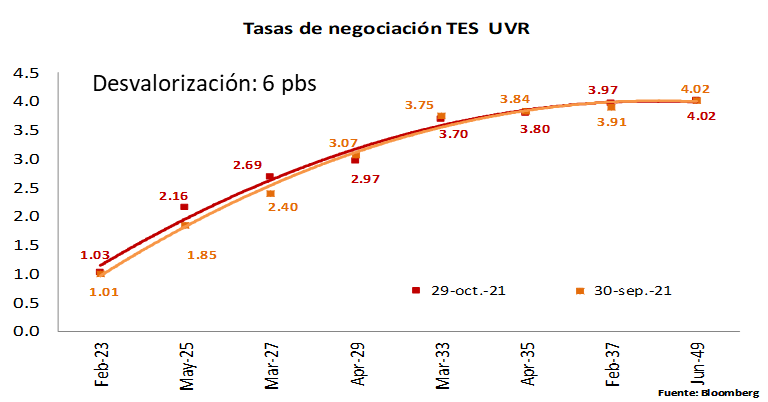 Tasas de negociación TES UVR
Desvalorización: 6 pbs
4.5
4.0
3.5
3.0
2.5
2.0
1.5
1.0
0.5
0.0
1.03
2.16
2.69
3.07
3.75
3.84
3.97
4.02
1.01
1.85
2.40
2.97
3.70
3.80
3.91
4.02
29-oct.-21
30-sep.-21
Feb-23
May-25
Mar-27
Apr-29
Mar-33
Apr-35
Feb-37
Jun-49
Fuente: Bloomberg